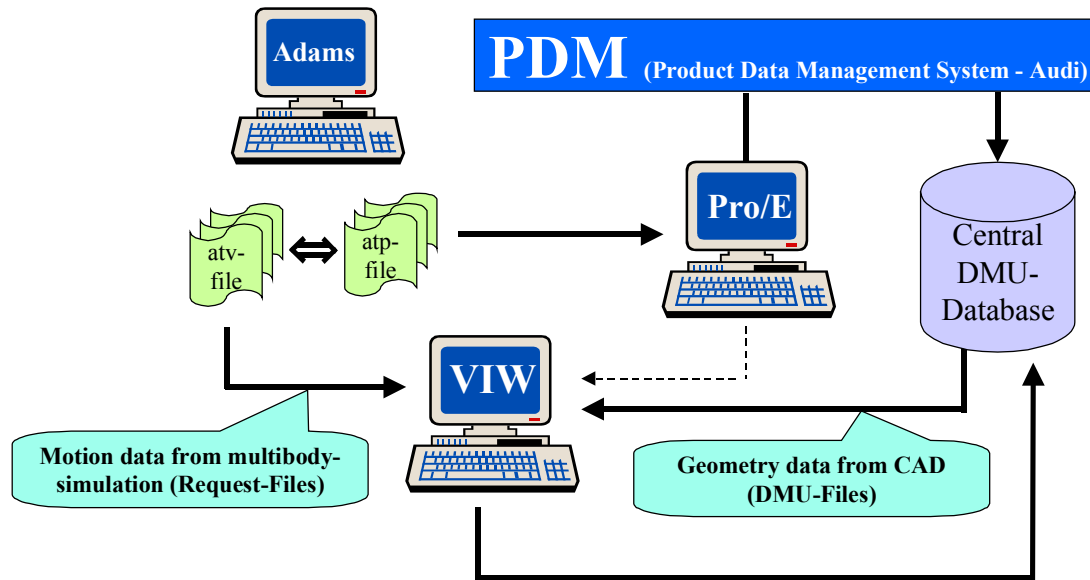 Adams
PDM (Product Data Management System - Audi)
Pro/E
atv-
file
atp-
file
Central
DMU-
Database
VIW
Motion data from multibody-
simulation (Request-Files)
Geometry data from CAD
(DMU-Files)